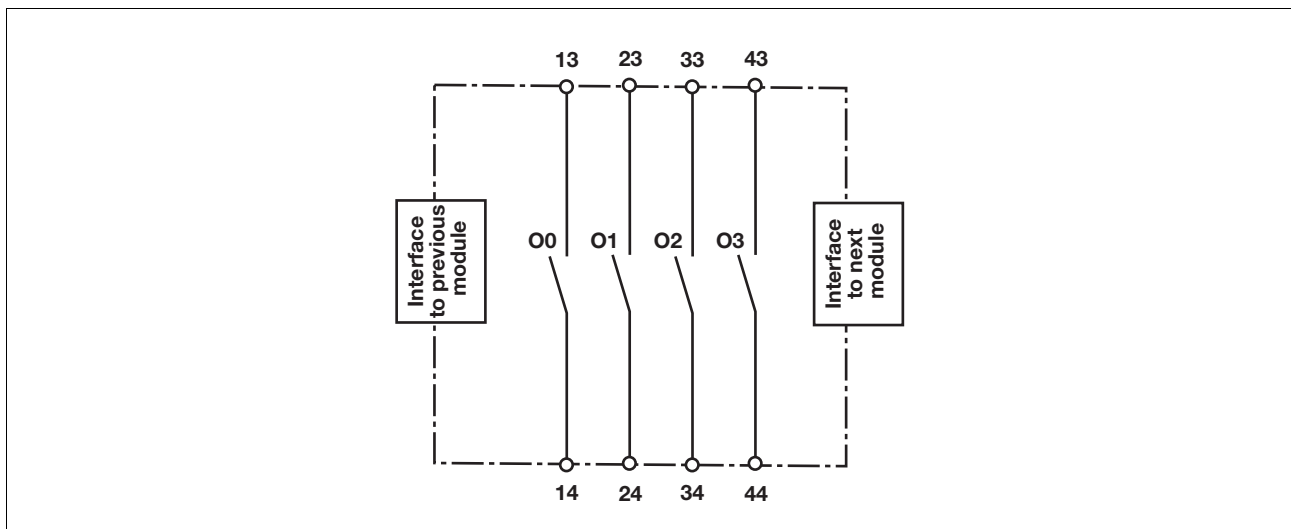 13 23 33 43
Interface
to previous
module
O0 O1 O2 O3
Interface
to next
module
14 24 34 44